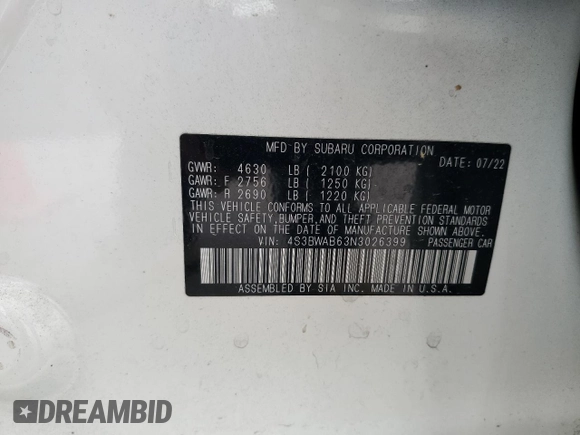 MFD BY SUBARU CORPORATION
DATE: 07/22
GVWR: 4630 LB ( 2100 KG)
GAWR: F 2756 LB ( 1250 KG)
GAWR: R 2690 LB ( 1220 KG)
THIS VEHICLE CONFORMS TO ALL APPLICABLE FEDERAL MOTOR
VEHICLE SAFETY, BUMPER, AND THEFT PREVENTION STANDARDS
IN EFFECT ON THE DATE OF MANUFACTURE SHOWN ABOVE.
VIN: 4S3BWAB63N3026399 PASSENGER CAR
ASSEMBLED BY SIA INC. MADE IN U.S.A.
DREAMBID